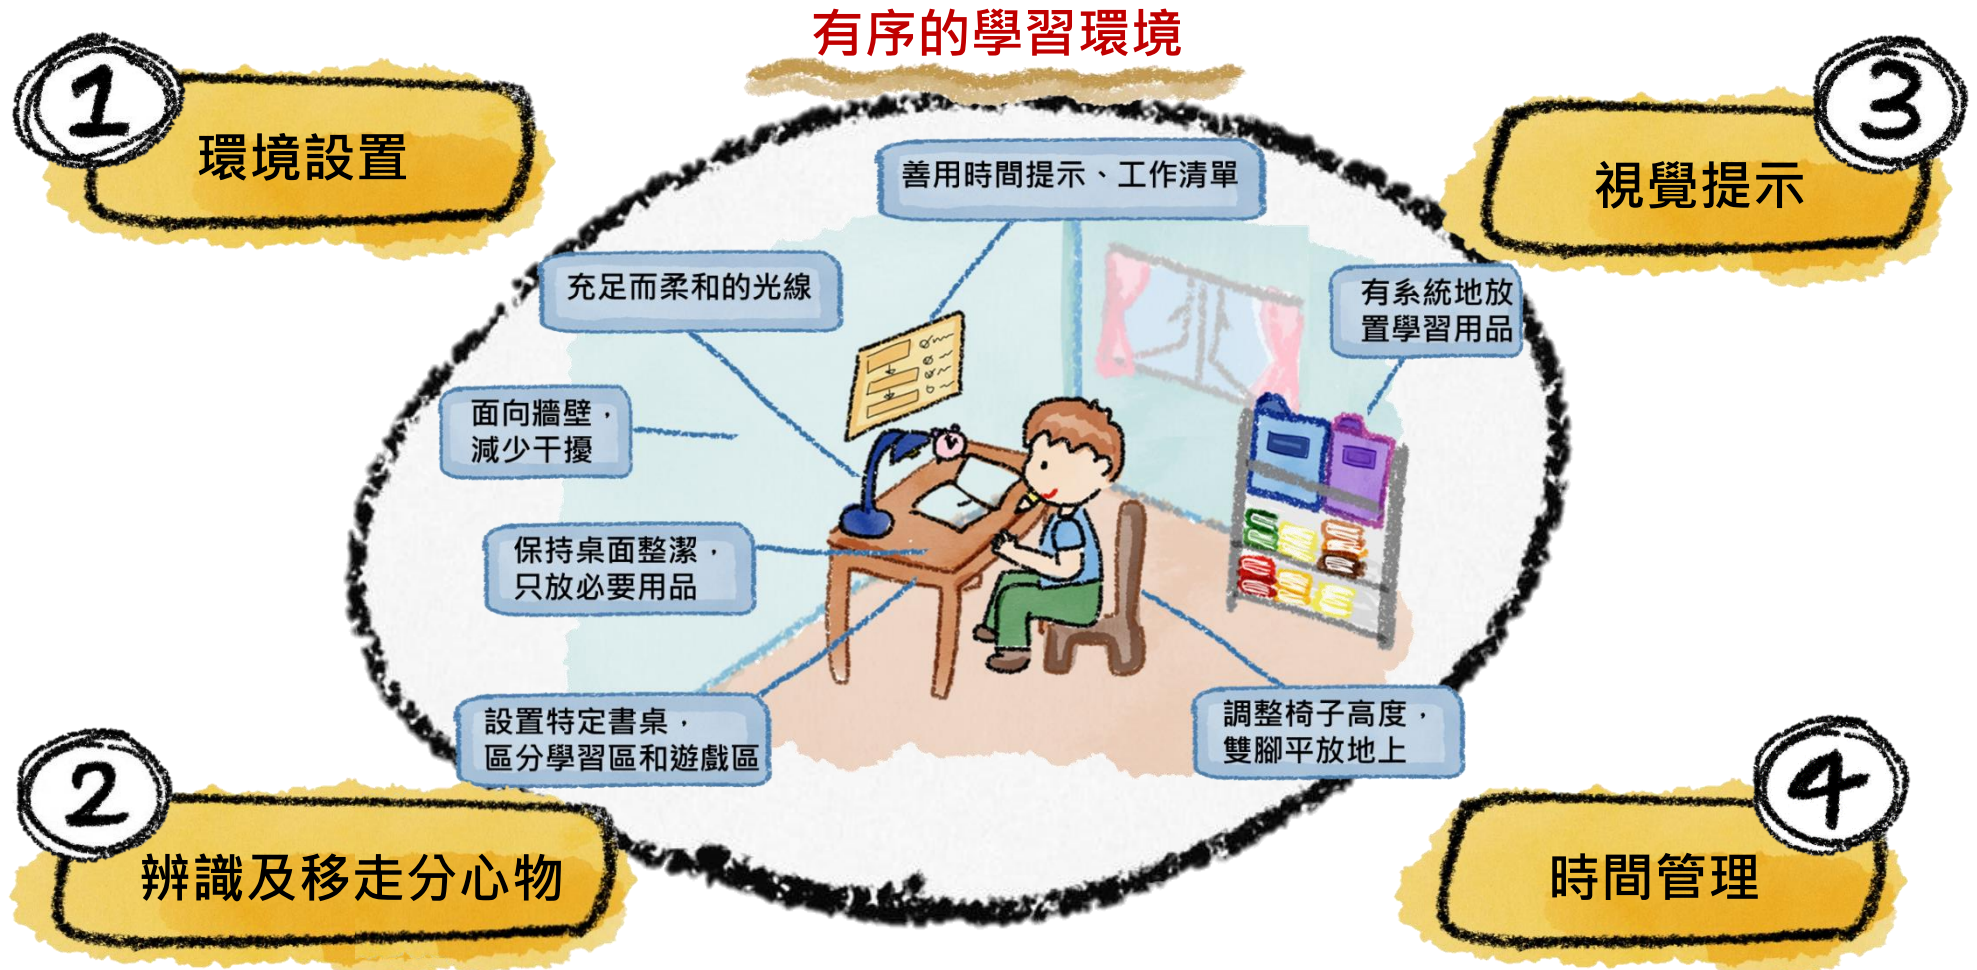 有序的學習環境
1
環境設置
3
視覺提示
善用時間提示、工作清單
充足而柔和的光線
有系統地放
置學習用品
面向牆壁，
減少干擾
保持桌面整潔，
只放必要用品
設置特定書桌，
區分學習區和遊戲區
調整椅子高度，
雙腳平放地上
2
辨識及移走分心物
4
時間管理